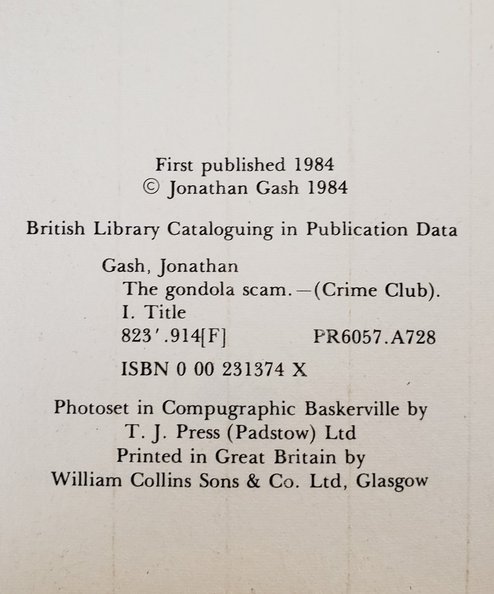 First published 1984
© Jonathan Gash 1984
British Library Cataloguing in Publication Data
Gash, Jonathan
The gondola scam.—(Crime Club).
I. Title
823'.914[F] PR6057.A728
ISBN 0 00 231374 X
Photoset in Compugraphic Baskerville by
T. J. Press (Padstow) Ltd
Printed in Great Britain by
William Collins Sons & Co. Ltd, Glasgow